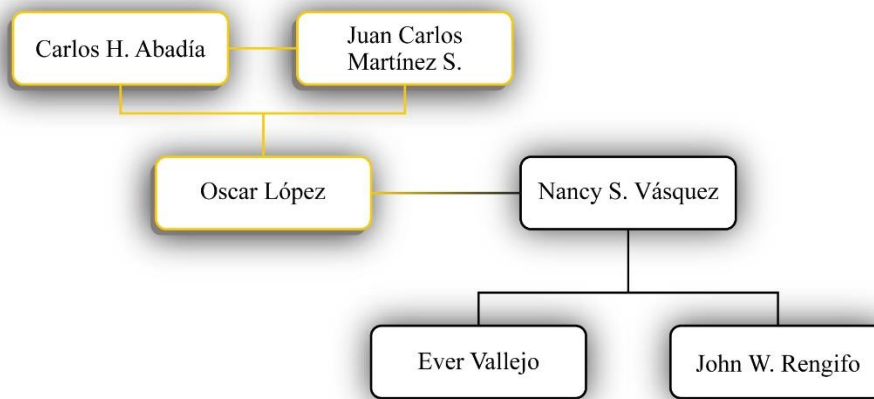 Carlos H. Abadía
Juan Carlos
Martínez S.
Oscar López
Nancy S. Vásquez
Ever Vallejo
John W. Rengifo